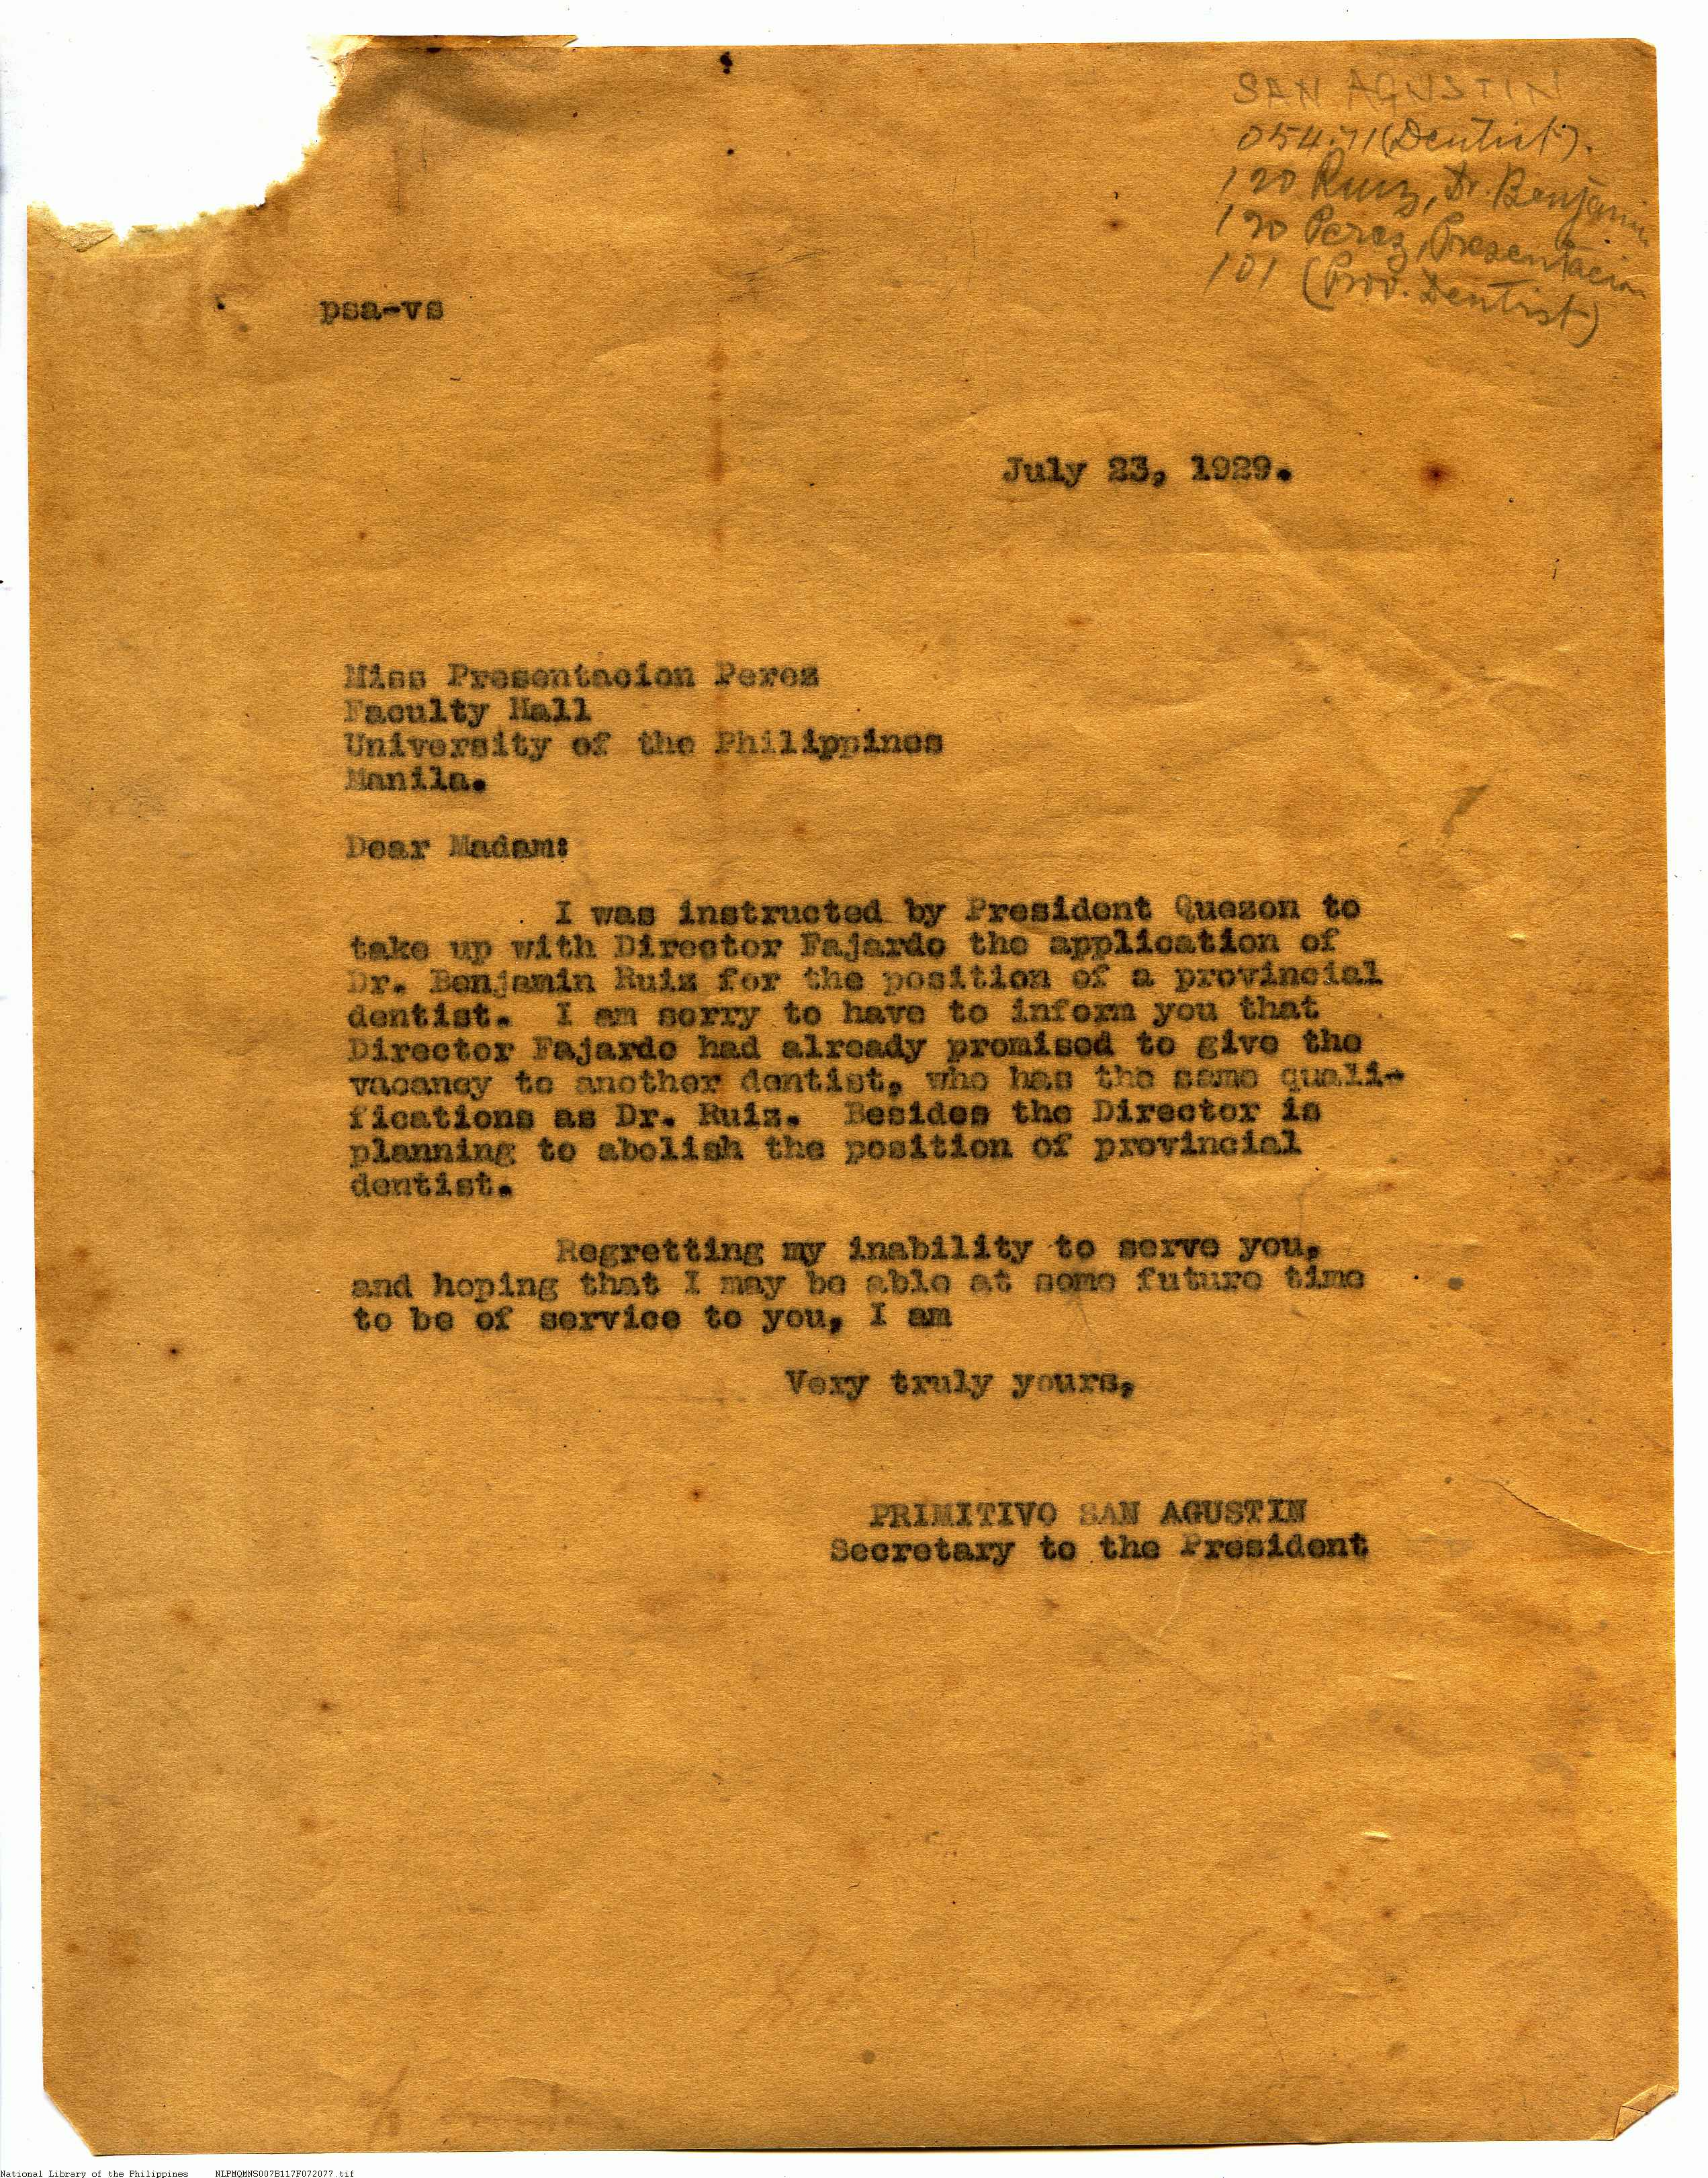 SAN AGUSTIN
054:71 (Dentist).
120 Ruiz, Dr. Benjamin
120 Perez, Presentacion
101 (Prov. Dentist)
psa-vs
July 23, 1929.
Miss Presentacion Perez
Faculty Hall
University of the Philippines
Manila.
Dear Madam:
I was instructed by President Quezon to
take up with Director Fajardo the application of
Dr. Benjamin Ruiz for the position of a provincial
dentist. I am sorry to have to inform you that
Director Fajardo had already promised to give the
vacancy to another dentist, who has the same quali-
fications as Dr. Ruiz. Besides the Director is
planning to abolish the position of provincial
dentist.
Regretting my inability to serve you,
and hoping that I may be able at some future time
to be of service to you, I am
Very truly yours,
PRIMITIVO SAN AGUSTIN
Secretary to the President
National Library of the Philippines NLPMQMNS007B117F072077.tif